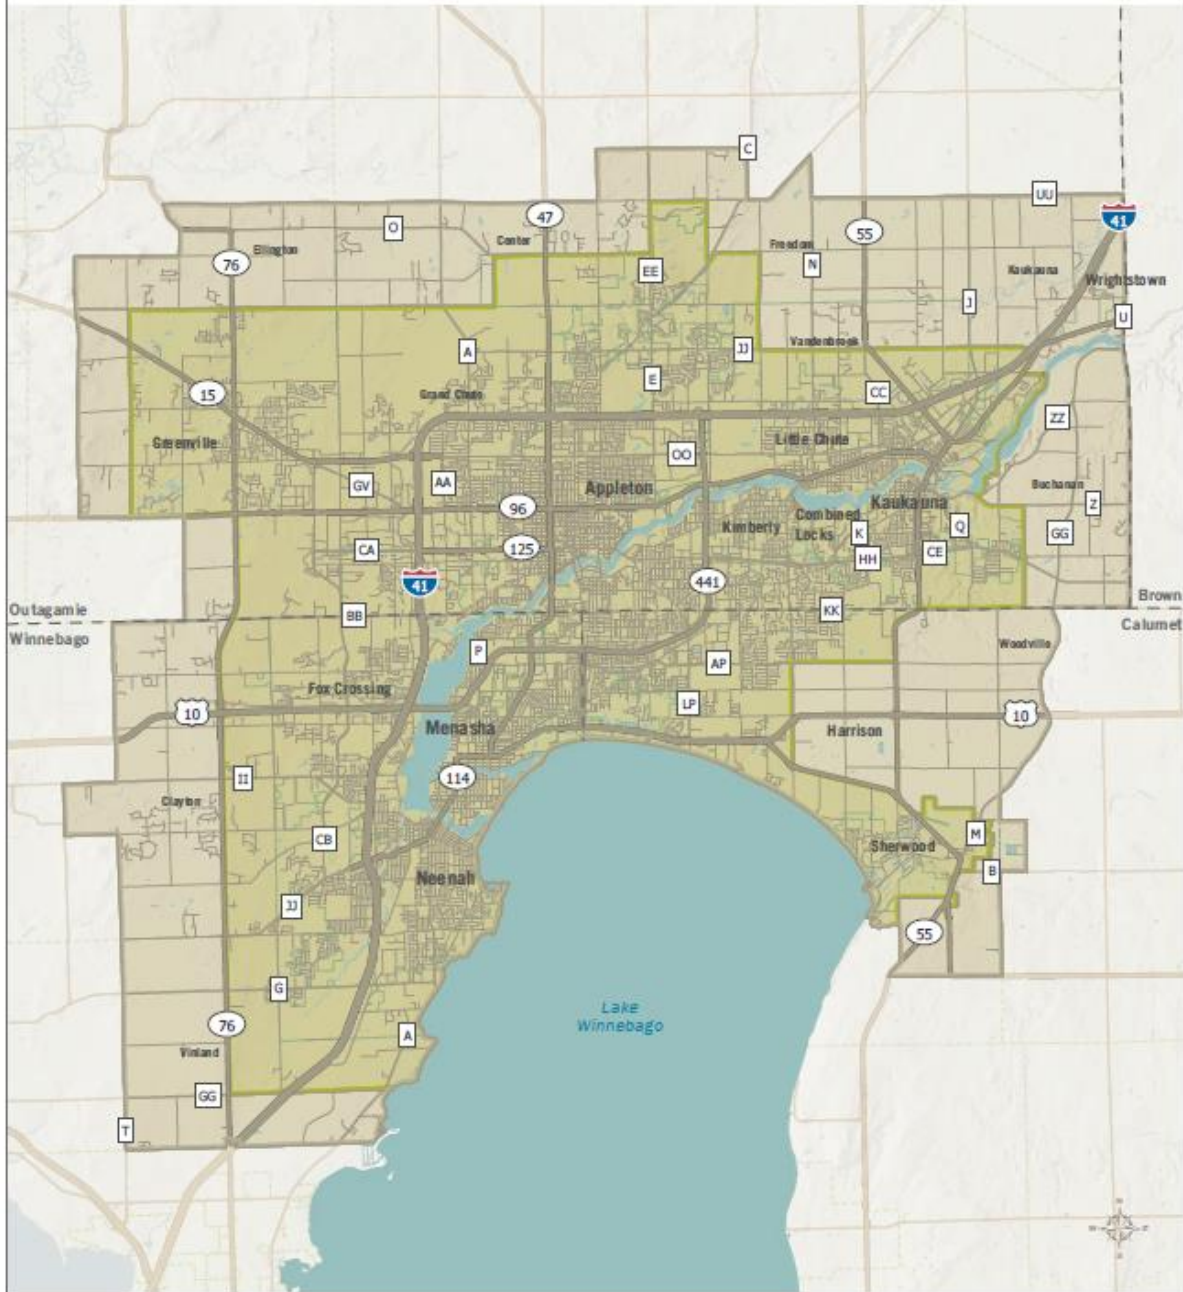 C
UU
41
47
O
55
Center
Ellington
Freedom
76
EE
N
Kaukauna
Wrightstown
J
U
A
JJ
Vandenbroek
E
15
Grand Chute
CC
ZZ
Greenville
Little Chute
OO
GV
AA
Appleton
Buchanan
96
Kaukauna
Z
Kimberly
Combined
Locks
K
Q
GG
CA
125
HH
CE
41
441
Outagamie
Brown
BB
KK
Winnebago
Calumet
P
AP
Woodville
Fox Crossing
LP
10
10
Menasha
Harrison
II
114
Clayton
CB
M
Sherwood
B
Neenah
JJ
55
G
Lake
Winnebago
76
A
Vinland
GG
T
N
W
E
S